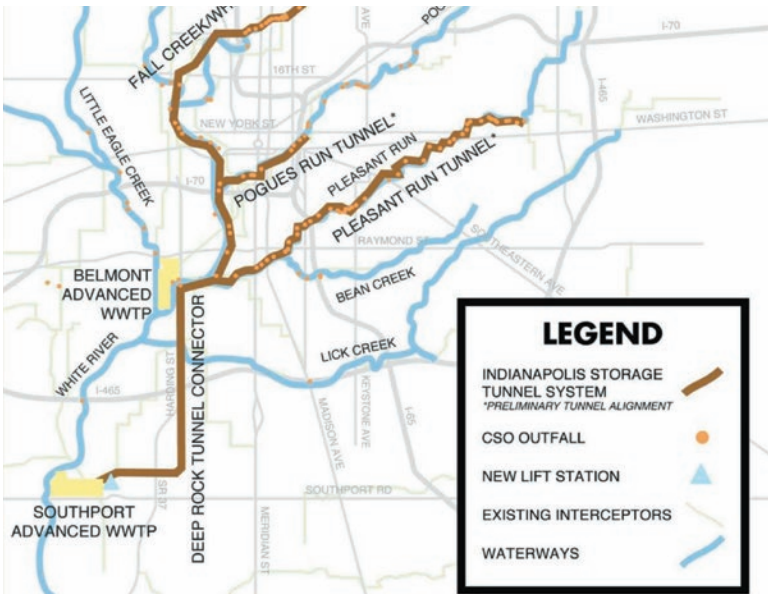 FALL CREEK/WH
AVE
POG
I-70
16TH ST
I-465
LITTLE EAGLE CREEK
NEW YORK ST
WASHINGTON ST
POGUES RUN TUNNEL*
PLEASANT RUN
PLEASANT RUN TUNNEL*
I-70
RAYMOND ST
SOUTHEASTERN AVE
BELMONT
ADVANCED
WWTP
BEAN CREEK
WHITE RIVER
LICK CREEK
I-465
HARDING ST
DEEP ROCK TUNNEL CONNECTOR
MADISON AVE
KEYSTONE AVE
I-65
SOUTHPORT RD
SOUTHPORT
ADVANCED WWTP
SR 37
MERIDIAN ST
LEGEND
INDIANAPOLIS STORAGE
TUNNEL SYSTEM
*PRELIMINARY TUNNEL ALIGNMENT
CSO OUTFALL
NEW LIFT STATION
EXISTING INTERCEPTORS
WATERWAYS